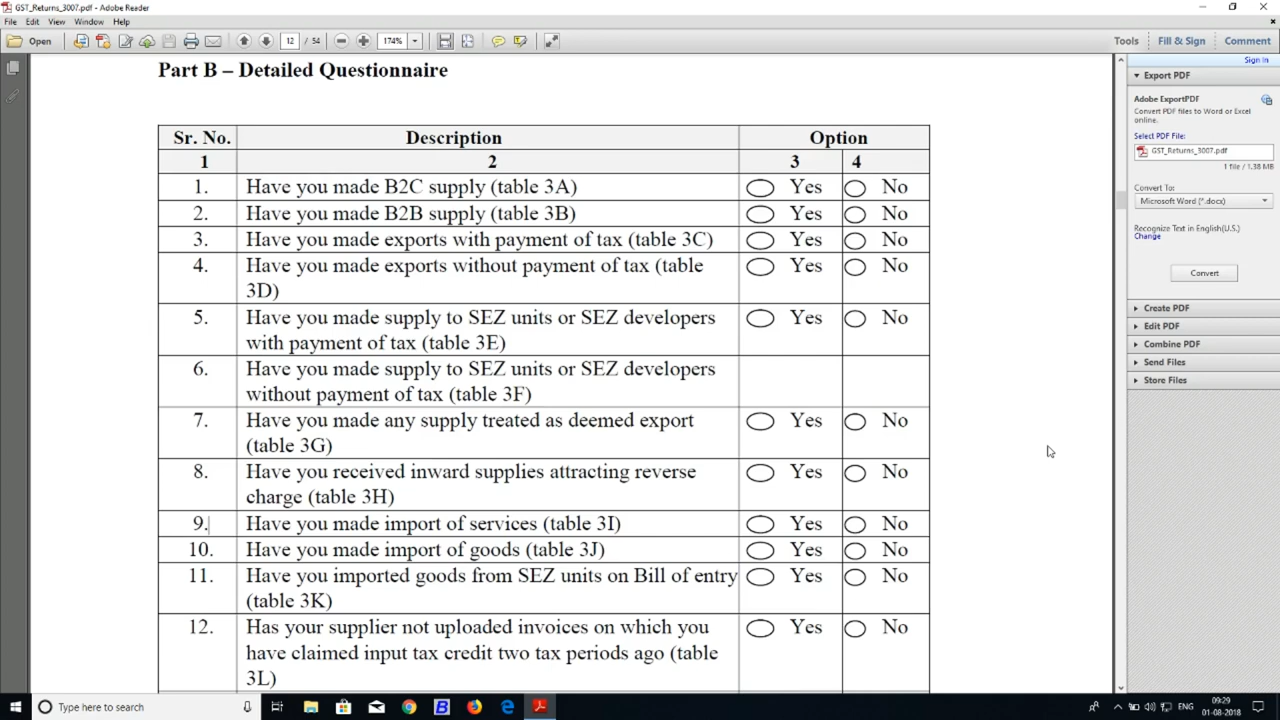 GST_Returns_3007.pdf - Adobe Reader
File Edit View Window Help
Open 12 / 54 174% Tools Fill & Sign Comment
Sign In
Part B – Detailed Questionnaire
Sr. No. Description Option
1 2 3 4
1. Have you made B2C supply (table 3A) Yes No
2. Have you made B2B supply (table 3B) Yes No
3. Have you made exports with payment of tax (table 3C) Yes No
4. Have you made exports without payment of tax (table Yes No
3D)
5. Have you made supply to SEZ units or SEZ developers Yes No
with payment of tax (table 3E)
6. Have you made supply to SEZ units or SEZ developers
without payment of tax (table 3F)
7. Have you made any supply treated as deemed export Yes No
(table 3G)
8. Have you received inward supplies attracting reverse Yes No
charge (table 3H)
9. Have you made import of services (table 3I) Yes No
10. Have you made import of goods (table 3J) Yes No
11. Have you imported goods from SEZ units on Bill of entry Yes No
(table 3K)
12. Has your supplier not uploaded invoices on which you Yes No
have claimed input tax credit two tax periods ago (table
3L)
Export PDF
Adobe ExportPDF
Convert PDF files to Word or Excel
online.
Select PDF File:
GST_Returns_3007.pdf
1 file / 1.38 MB
Convert To:
Microsoft Word (*.docx)
Recognize Text in English(U.S.)
Change
Convert
Create PDF
Edit PDF
Combine PDF
Send Files
Store Files
Type here to search
ENG
09:29
01-08-2018